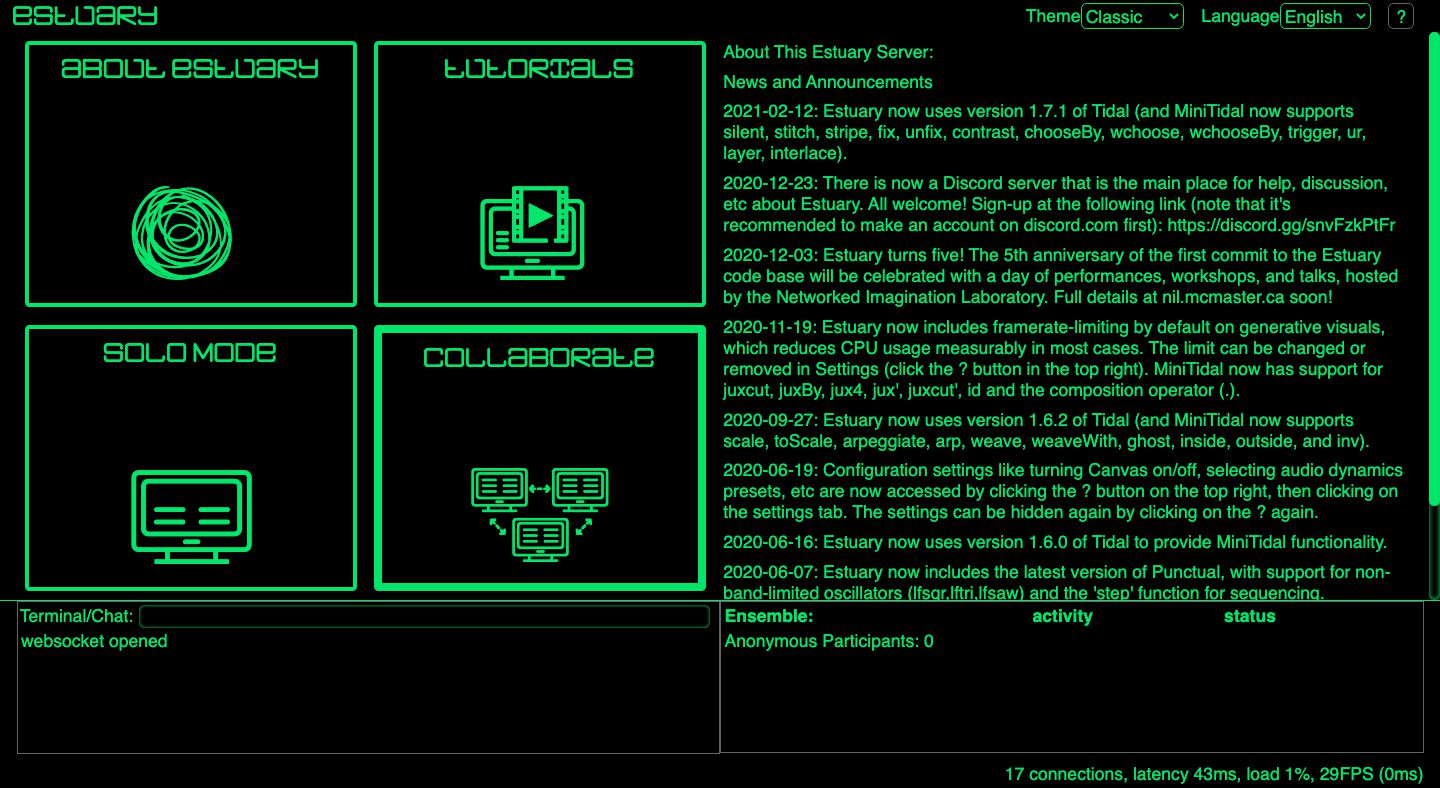 estuary
Theme Classic Language English ?
about estuary
tutorials
solo mode
collaborate
About This Estuary Server:
News and Announcements
2021-02-12: Estuary now uses version 1.7.1 of Tidal (and MiniTidal now supports
silent, stitch, stripe, fix, unfix, contrast, chooseBy, wchoose, wchooseBy, trigger, ur,
layer, interlace).
2020-12-23: There is now a Discord server that is the main place for help, discussion,
etc about Estuary. All welcome! Sign-up at the following link (note that it's
recommended to make an account on discord.com first): https://discord.gg/snvFzkPtFr
2020-12-03: Estuary turns five! The 5th anniversary of the first commit to the Estuary
code base will be celebrated with a day of performances, workshops, and talks, hosted
by the Networked Imagination Laboratory. Full details at nil.mcmaster.ca soon!
2020-11-19: Estuary now includes framerate-limiting by default on generative visuals,
which reduces CPU usage measurably in most cases. The limit can be changed or
removed in Settings (click the ? button in the top right). MiniTidal now has support for
juxcut, juxBy, jux4, jux', juxcut', id and the composition operator (.).
2020-09-27: Estuary now uses version 1.6.2 of Tidal (and MiniTidal now supports
scale, toScale, arpeggiate, arp, weave, weaveWith, ghost, inside, outside, and inv).
2020-06-19: Configuration settings like turning Canvas on/off, selecting audio dynamics
presets, etc are now accessed by clicking the ? button on the top right, then clicking on
the settings tab. The settings can be hidden again by clicking on the ? again.
2020-06-16: Estuary now uses version 1.6.0 of Tidal to provide MiniTidal functionality.
2020-06-07: Estuary now includes the latest version of Punctual, with support for non-
band-limited oscillators (lfsqr,lftri,lfsaw) and the 'step' function for sequencing.
Terminal/Chat:
websocket opened
Ensemble: activity status
Anonymous Participants: 0
17 connections, latency 43ms, load 1%, 29FPS (0ms)